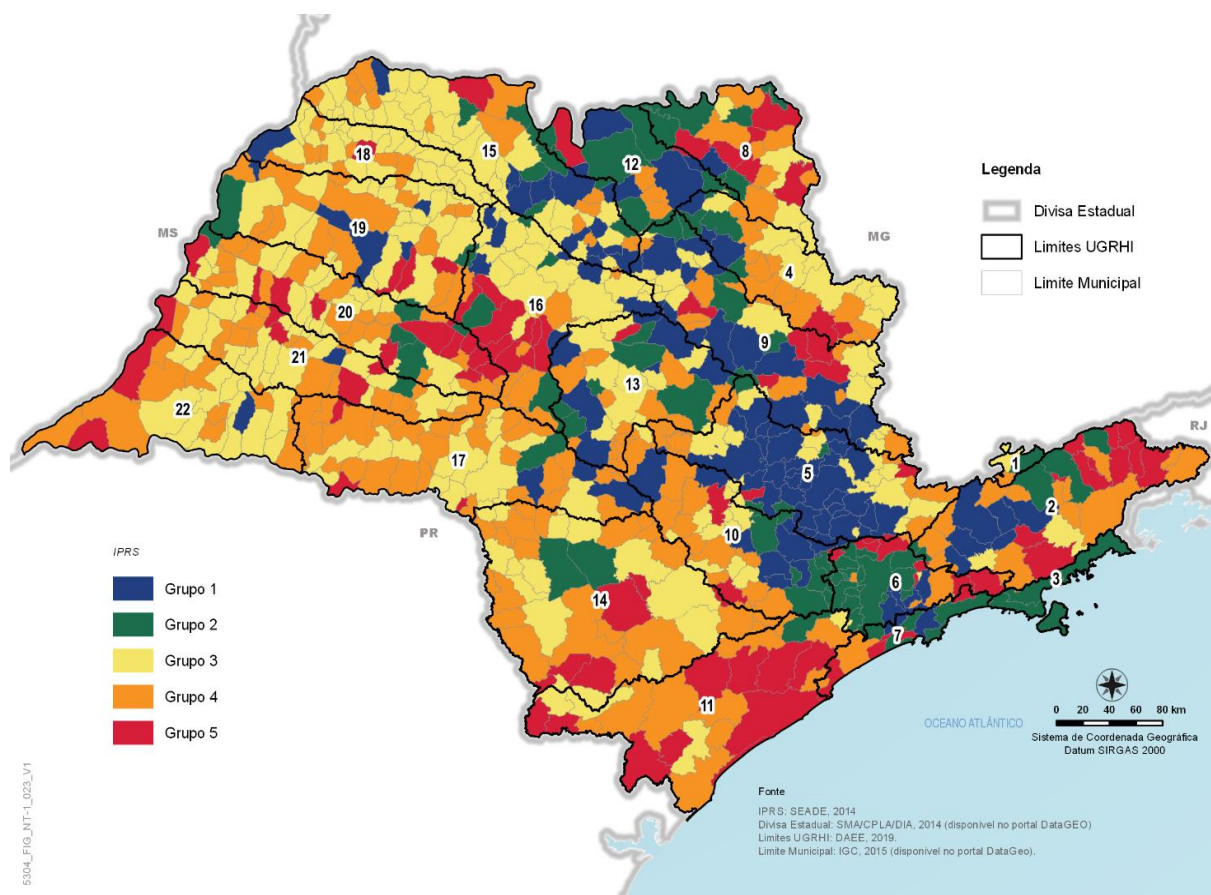 15
18
12
8
Legenda
MS
19
MG
Divisa Estadual
Limites UGRHI
4
Limite Municipal
16
20
9
21
13
22
RJ
17
5
1
2
10
PR
IPRS
6
3
Grupo 1
14
Grupo 2
7
Grupo 3
Grupo 4
11
OCEANO ATLÂNTICO
0 20 40 60 80 km
Grupo 5
Sistema de Coordenada Geográfica
Datum SIRGAS 2000
Fonte
IPRS: SEADE, 2014
Divisa Estadual: SMA/CPLA/DIA, 2014 (disponível no portal DataGEO)
Limites UGRHI: DAEE, 2019.
Limite Municipal: IGC, 2015 (disponível no portal DataGeo).
5304_FIG_NT-1_023_V1